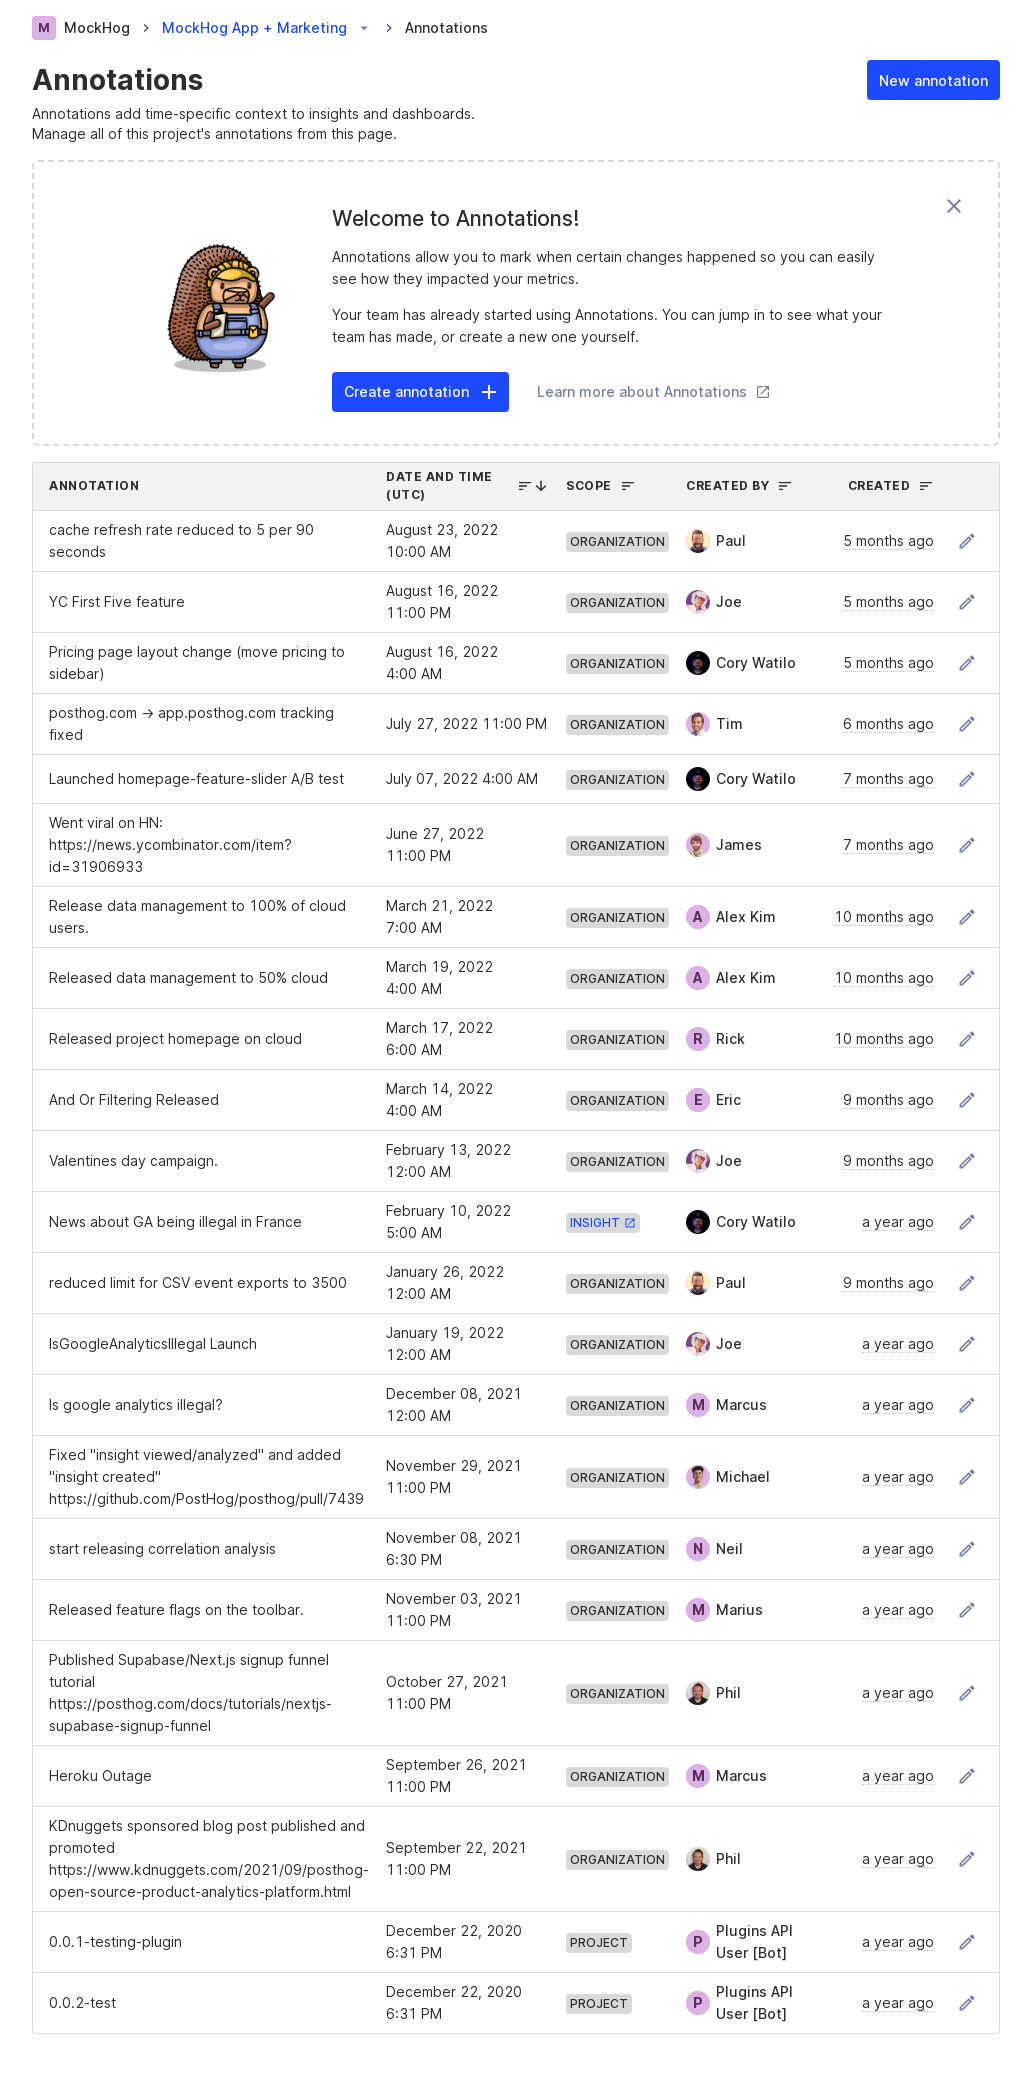 M MockHog > MockHog App + Marketing > Annotations
Annotations
New annotation
Annotations add time-specific context to insights and dashboards.
Manage all of this project's annotations from this page.
Welcome to Annotations!
Annotations allow you to mark when certain changes happened so you can easily
see how they impacted your metrics.
Your team has already started using Annotations. You can jump in to see what your
team has made, or create a new one yourself.
Create annotation
Learn more about Annotations
ANNOTATION
DATE AND TIME
(UTC)
SCOPE
CREATED BY
CREATED
cache refresh rate reduced to 5 per 90
seconds
August 23, 2022
10:00 AM
ORGANIZATION
Paul
5 months ago
YC First Five feature
August 16, 2022
11:00 PM
ORGANIZATION
Joe
5 months ago
Pricing page layout change (move pricing to
sidebar)
August 16, 2022
4:00 AM
ORGANIZATION
Cory Watilo
5 months ago
posthog.com → app.posthog.com tracking
fixed
July 27, 2022 11:00 PM
ORGANIZATION
Tim
6 months ago
Launched homepage-feature-slider A/B test
July 07, 2022 4:00 AM
ORGANIZATION
Cory Watilo
7 months ago
Went viral on HN:
https://news.ycombinator.com/item?
id=31906933
June 27, 2022
11:00 PM
ORGANIZATION
James
7 months ago
Release data management to 100% of cloud
users.
March 21, 2022
7:00 AM
ORGANIZATION
A Alex Kim
10 months ago
Released data management to 50% cloud
March 19, 2022
4:00 AM
ORGANIZATION
A Alex Kim
10 months ago
Released project homepage on cloud
March 17, 2022
6:00 AM
ORGANIZATION
R Rick
10 months ago
And Or Filtering Released
March 14, 2022
4:00 AM
ORGANIZATION
E Eric
9 months ago
Valentines day campaign.
February 13, 2022
12:00 AM
ORGANIZATION
Joe
9 months ago
News about GA being illegal in France
February 10, 2022
5:00 AM
INSIGHT
Cory Watilo
a year ago
reduced limit for CSV event exports to 3500
January 26, 2022
12:00 AM
ORGANIZATION
Paul
9 months ago
IsGoogleAnalyticsIllegal Launch
January 19, 2022
12:00 AM
ORGANIZATION
Joe
a year ago
Is google analytics illegal?
December 08, 2021
12:00 AM
ORGANIZATION
M Marcus
a year ago
Fixed "insight viewed/analyzed" and added
"insight created"
https://github.com/PostHog/posthog/pull/7439
November 29, 2021
11:00 PM
ORGANIZATION
Michael
a year ago
start releasing correlation analysis
November 08, 2021
6:30 PM
ORGANIZATION
N Neil
a year ago
Released feature flags on the toolbar.
November 03, 2021
11:00 PM
ORGANIZATION
M Marius
a year ago
Published Supabase/Next.js signup funnel
tutorial
https://posthog.com/docs/tutorials/nextjs-
supabase-signup-funnel
October 27, 2021
11:00 PM
ORGANIZATION
Phil
a year ago
Heroku Outage
September 26, 2021
11:00 PM
ORGANIZATION
M Marcus
a year ago
KDnuggets sponsored blog post published and
promoted
https://www.kdnuggets.com/2021/09/posthog-
open-source-product-analytics-platform.html
September 22, 2021
11:00 PM
ORGANIZATION
Phil
a year ago
0.0.1-testing-plugin
December 22, 2020
6:31 PM
PROJECT
P Plugins API
User [Bot]
a year ago
0.0.2-test
December 22, 2020
6:31 PM
PROJECT
P Plugins API
User [Bot]
a year ago